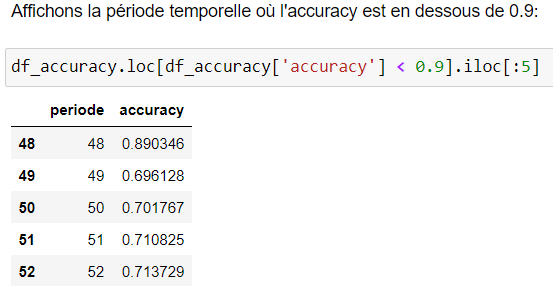 Affichons la période temporelle où l'accuracy est en dessous de 0.9:
df_accuracy.loc[df_accuracy['accuracy'] < 0.9].iloc[:5]
periode accuracy
48 48 0.890346
49 49 0.696128
50 50 0.701767
51 51 0.710825
52 52 0.713729